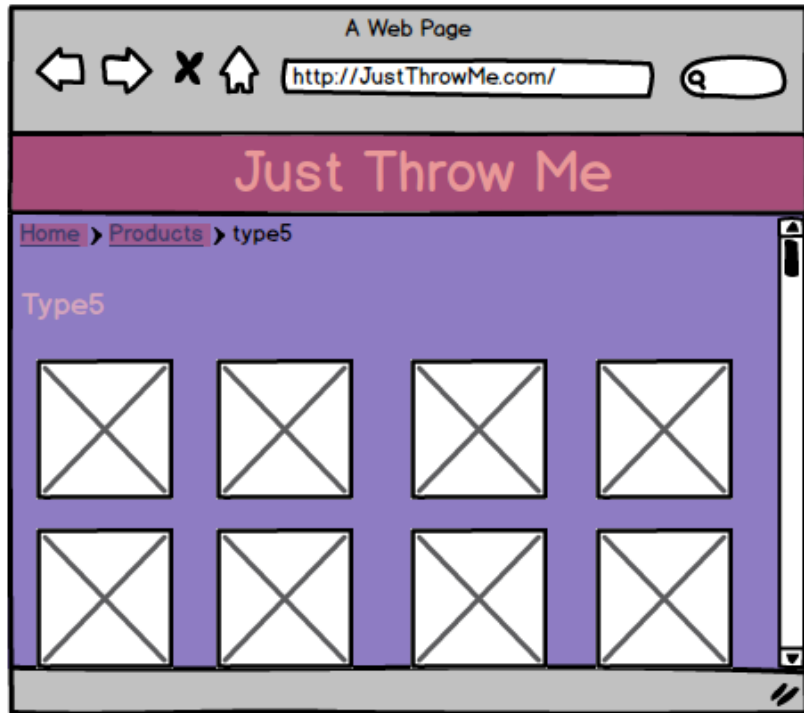 A Web Page
http://JustThrowMe.com/
Just Throw Me
Home > Products > type5
Type5